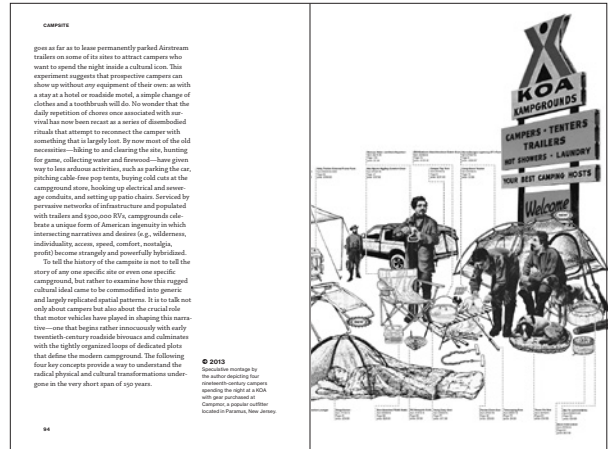 CAMPSITE
goes as far as to lease permanently parked Airstream
trailers on some of its sites to attract campers who
want to spend the night inside a cultural icon. This
experiment suggests that prospective campers can
show up without any equipment of their own: as with
a stay at a hotel or roadside motel, a simple change of
clothes and a toothbrush will do. No wonder that the
daily repetition of chores once associated with sur-
vival has now been recast as a series of disembodied
rituals that attempt to reconnect the camper with
something that is largely lost. By now most of the old
necessities—hiking to and clearing the site, hunting
for game, collecting water and firewood—have given
way to less arduous activities, such as parking the car,
pitching cable-free pop tents, buying cold cuts at the
campground store, hooking up electrical and sewer-
age conduits, and setting up patio chairs. Serviced by
pervasive networks of infrastructure and populated
with trailers and $300,000 RVs, campgrounds cele-
brate a unique form of American ingenuity in which
intersecting narratives and desires (e.g., wilderness,
individuality, access, speed, comfort, nostalgia,
profit) become strangely and powerfully hybridized.
To tell the history of the campsite is not to tell the
story of any one specific site or even one specific
campground, but rather to examine how this rugged
cultural ideal came to be commodified into generic
and largely replicated spatial patterns. It is to talk not
only about campers but also about the crucial role
that motor vehicles have played in shaping this narra-
tive—one that begins rather innocuously with early
twentieth-century roadside bivouacs and culminates
with the tightly organized loops of dedicated plots
that define the modern campground. The following
four key concepts provide a way to understand the
radical physical and cultural transformations under-
gone in the very short span of 150 years.
© 2013
Speculative montage by
the author depicting four
nineteenth-century campers
spending the night at a KOA
with gear purchased at
Campmor, a popular outfitter
located in Paramus, New Jersey.
94
KOA
KAMPGROUNDS
CAMPERS • TENTERS
TRAILERS
HOT SHOWERS • LAUNDRY
YOUR BEST CAMPING HOSTS
Welcome